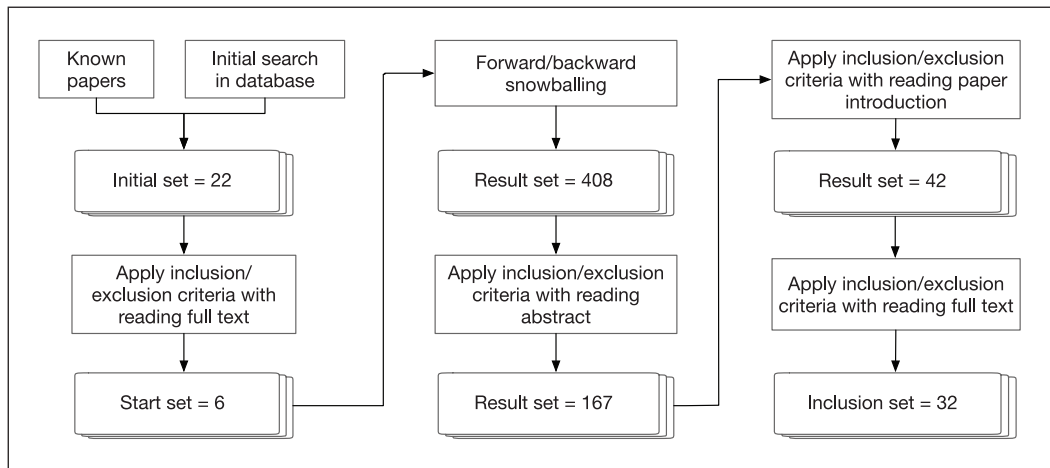 Known
papers
Initial search
in database
Initial set = 22
Apply inclusion/
exclusion criteria with
reading full text
Start set = 6
Forward/backward
snowballing
Result set = 408
Apply inclusion/exclusion
criteria with reading
abstract
Result set = 167
Apply inclusion/exclusion
criteria with reading paper
introduction
Result set = 42
Apply inclusion/exclusion
criteria with reading full text
Inclusion set = 32